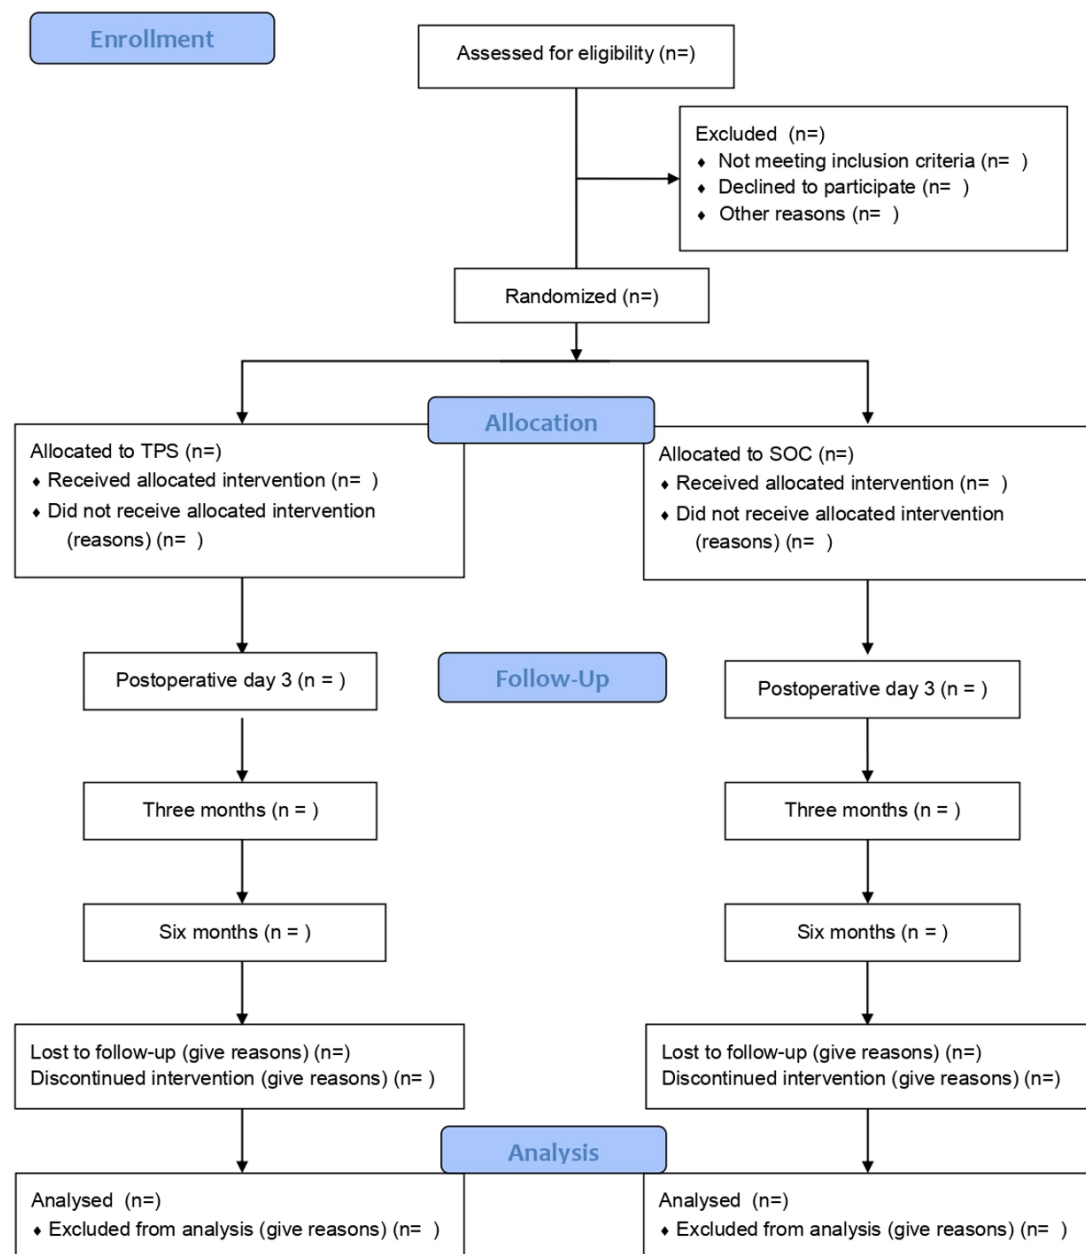 Enrollment
Assessed for eligibility (n=)
Excluded  (n=)
♦ Not meeting inclusion criteria (n=  )
♦ Declined to participate (n=  )
♦ Other reasons (n=  )
Randomized (n=)
Allocation
Allocated to TPS (n=)
♦ Received allocated intervention (n=  )
♦ Did not receive allocated intervention
(reasons) (n=  )
Allocated to SOC (n=)
♦ Received allocated intervention (n=  )
♦ Did not receive allocated intervention
(reasons) (n=  )
Follow-Up
Postoperative day 3 (n = )
Postoperative day 3 (n = )
Three months (n = )
Three months (n = )
Six months (n = )
Six months (n = )
Lost to follow-up (give reasons) (n=)
Discontinued intervention (give reasons) (n= )
Lost to follow-up (give reasons) (n=)
Discontinued intervention (give reasons) (n=)
Analysis
Analysed  (n=)
♦ Excluded from analysis (give reasons) (n=  )
Analysed  (n=)
♦ Excluded from analysis (give reasons) (n=  )